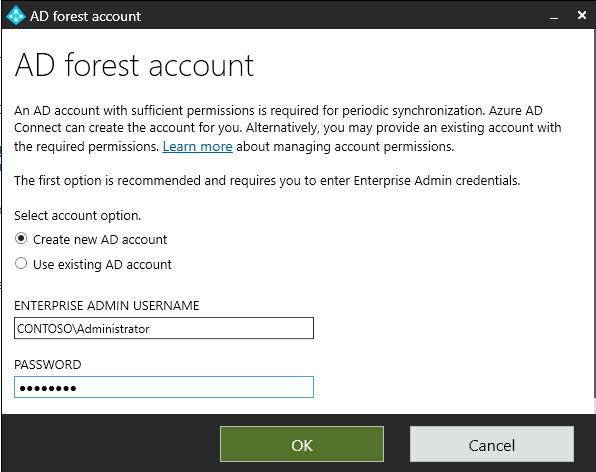 AD forest account
AD forest account
An AD account with sufficient permissions is required for periodic synchronization. Azure AD
Connect can create the account for you. Alternatively, you may provide an existing account with
the required permissions. Learn more about managing account permissions.
The first option is recommended and requires you to enter Enterprise Admin credentials.
Select account option.
Create new AD account
Use existing AD account
ENTERPRISE ADMIN USERNAME
CONTOSO\Administrator
PASSWORD
●●●●●●●●
OK
Cancel